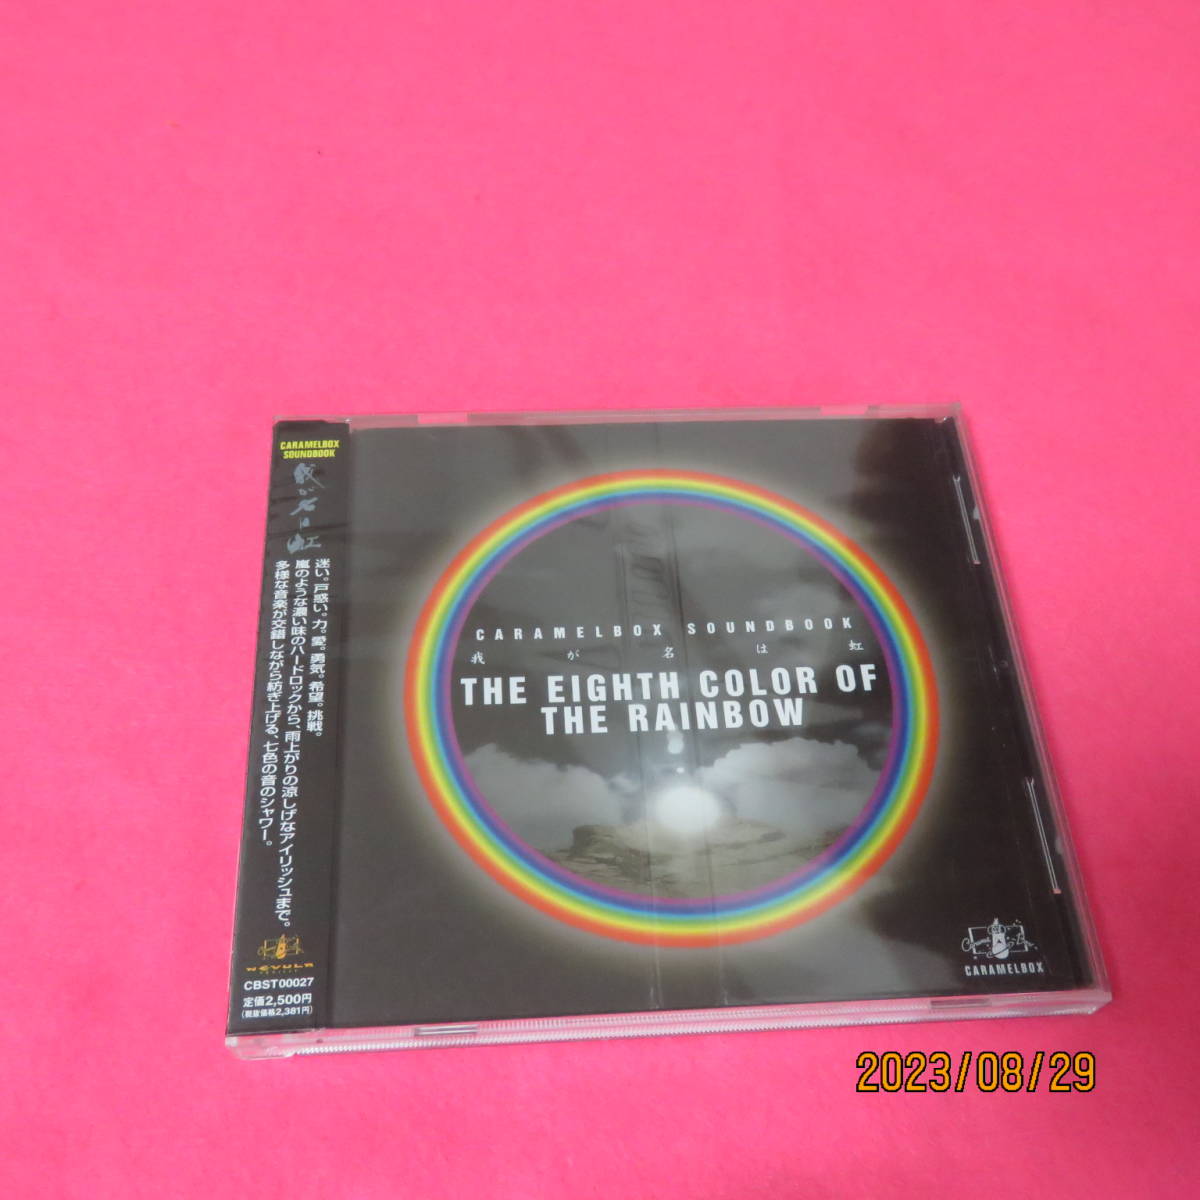 CARAMELBOX
SOUNDBOOK
我が名は虹
迷い。戸惑い。力。愛。勇気。希望。挑戦。
嵐のような濃い味のハードロックから、雨上がりの涼しげなアイリッシュまで。
多様な音楽が交錯しながら紡ぎ上げる、七色の音のシャワー。
NEVULA
CBST00027
定価2,500円
(税抜価格2,381円)
CARAMELBOX SOUNDBOOK
我が名は虹
THE EIGHTH COLOR OF
THE RAINBOW
CARAMELBOX
2023/08/29